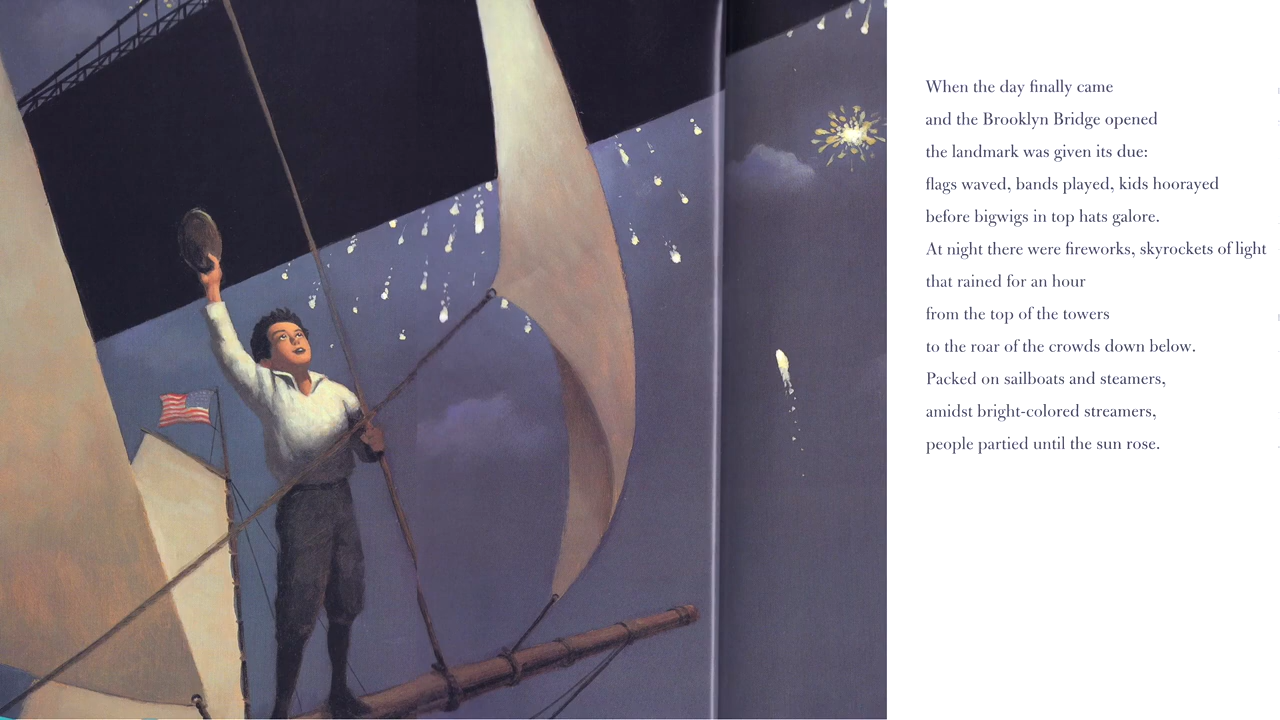 When the day finally came
and the Brooklyn Bridge opened
the landmark was given its due:
flags waved, bands played, kids hoorayed
before bigwigs in top hats galore.
At night there were fireworks, skyrockets of light
that rained for an hour
from the top of the towers
to the roar of the crowds down below.
Packed on sailboats and steamers,
amidst bright-colored streamers,
people partied until the sun rose.